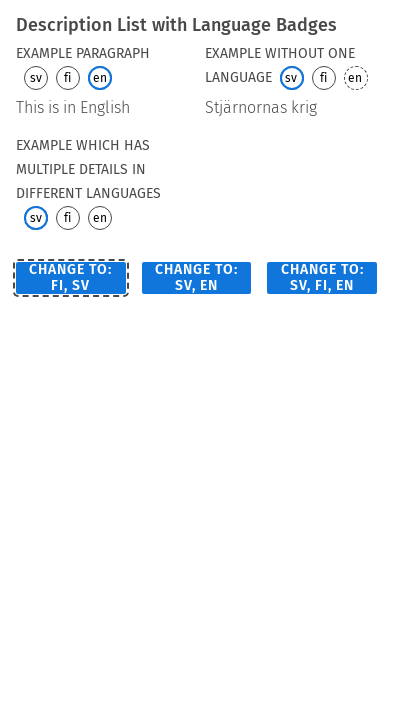 Description List with Language Badges
EXAMPLE PARAGRAPH
sv fi en
This is in English
EXAMPLE WITHOUT ONE
LANGUAGE sv fi en
Stjärnornas krig
EXAMPLE WHICH HAS
MULTIPLE DETAILS IN
DIFFERENT LANGUAGES
sv fi en
CHANGE TO:
FI, SV
CHANGE TO:
SV, EN
CHANGE TO:
SV, FI, EN